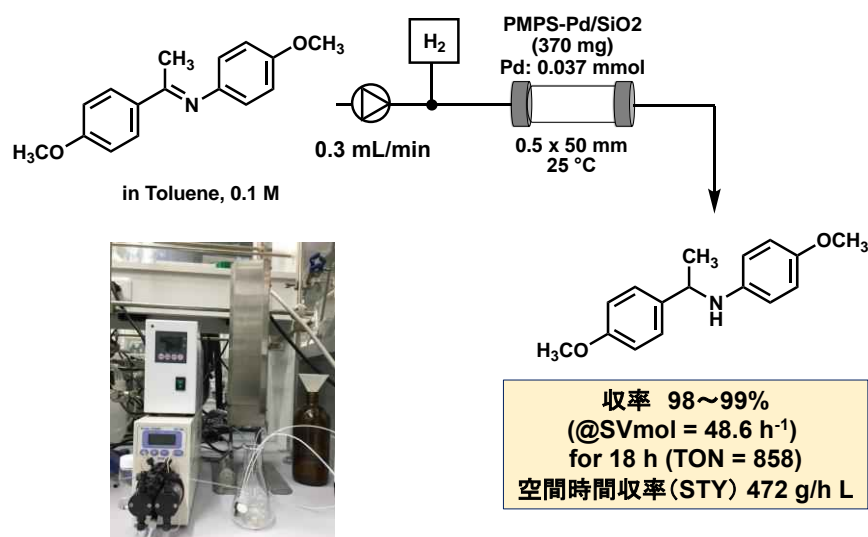 CH3
OCH3
N
H3CO
in Toluene, 0.1 M
H2
0.3 mL/min
PMPS-Pd/SiO2
(370 mg)
Pd: 0.037 mmol
0.5 x 50 mm
25 °C
CH3
OCH3
N
H
H3CO
収率 98～99%
(@SVmol = 48.6 h-1)
for 18 h (TON = 858)
空間時間収率(STY) 472 g/h L